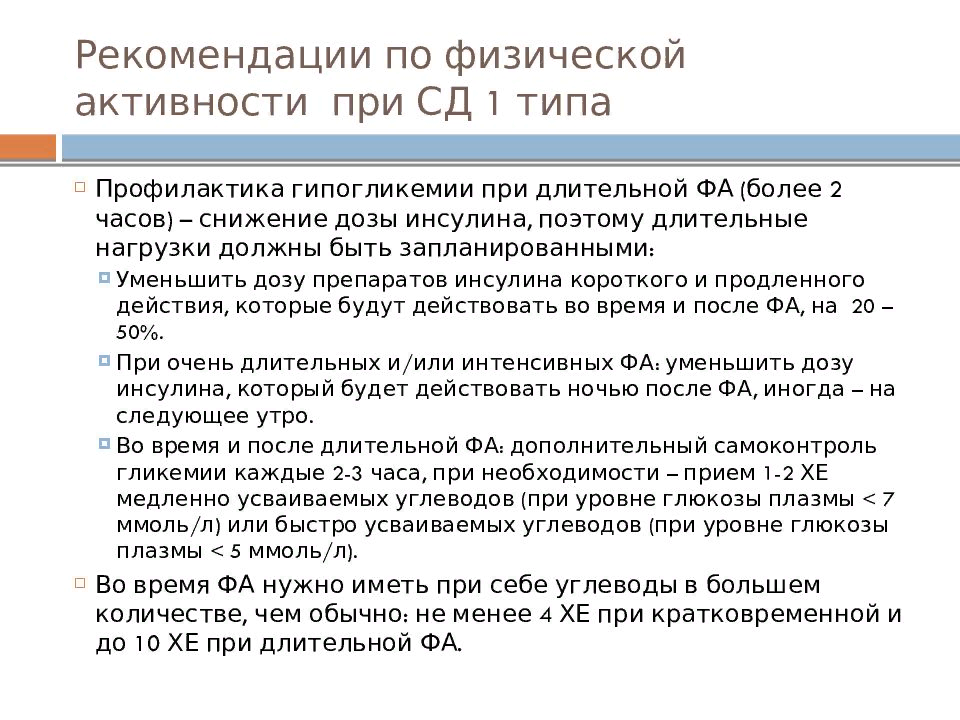 Рекомендации по физической
активности при СД 1 типа
Профилактика гипогликемии при длительной ФА (более 2
часов) – снижение дозы инсулина, поэтому длительные
нагрузки должны быть запланированными:
Уменьшить дозу препаратов инсулина короткого и продленного
действия, которые будут действовать во время и после ФА, на 20 –
50%.
При очень длительных и/или интенсивных ФА: уменьшить дозу
инсулина, который будет действовать ночью после ФА, иногда – на
следующее утро.
Во время и после длительной ФА: дополнительный самоконтроль
гликемии каждые 2-3 часа, при необходимости – прием 1-2 ХЕ
медленно усваиваемых углеводов (при уровне глюкозы плазмы < 7
ммоль/л) или быстро усваиваемых углеводов (при уровне глюкозы
плазмы < 5 ммоль/л).
Во время ФА нужно иметь при себе углеводы в большем
количестве, чем обычно: не менее 4 ХЕ при кратковременной и
до 10 ХЕ при длительной ФА.